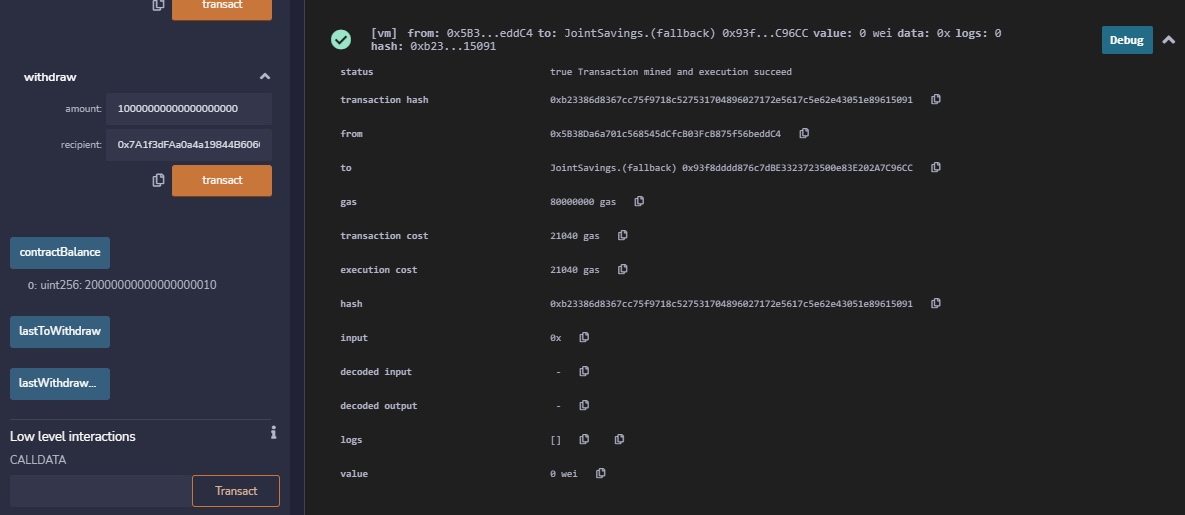 transact
withdraw
amount: 10000000000000000000
recipient: 0x7A1f3dFAa0a4a19844B606
transact
contractBalance
0: uint256: 20000000000000000010
lastToWithdraw
lastWithdraw...
Low level interactions
CALLDATA
Transact
[vm] from: 0x5B3...eddC4 to: JointSavings.(fallback) 0x93f...C96CC value: 0 wei data: 0x logs: 0
hash: 0xb23...15091
Debug
status true Transaction mined and execution succeed
transaction hash 0xb23386d8367cc75f9718c527531704896027172e5617c5e62e43051e89615091
from 0x5B38Da6a701c568545dCfcB03FcB875f56beddC4
to JointSavings.(fallback) 0x93f8dddd876c7dBE3323723500e83E202A7C96CC
gas 80000000 gas
transaction cost 21040 gas
execution cost 21040 gas
hash 0xb23386d8367cc75f9718c527531704896027172e5617c5e62e43051e89615091
input 0x
decoded input -
decoded output -
logs []
value 0 wei